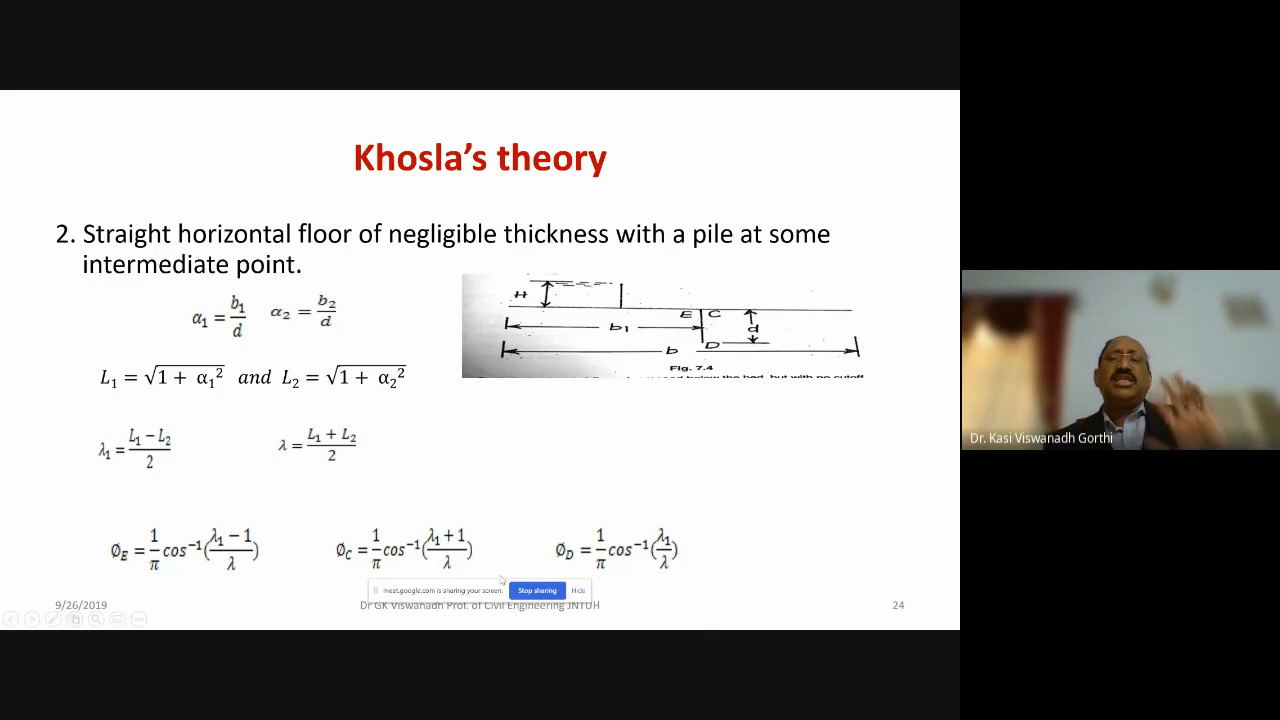 Khosla's theory
2. Straight horizontal floor of negligible thickness with a pile at some
intermediate point.
α₁ = b₁/d α₂ = b₂/d
H
E C
b₁
d
D
b
Fig. 7.4
L₁ = √(1 + α₁²) and L₂ = √(1 + α₂²)
λ₁ = (L₁ − L₂)/2 λ = (L₁ + L₂)/2
Ø_E = 1/π cos⁻¹((λ₁ − 1)/λ) Ø_C = 1/π cos⁻¹((λ₁ + 1)/λ) Ø_D = 1/π cos⁻¹(λ₁/λ)
meet.google.com is sharing your screen. Stop sharing Hide
9/26/2019 Dr GK Viswanadh Prof. of Civil Engineering JNTUH 24
Dr. Kasi Viswanadh Gorthi